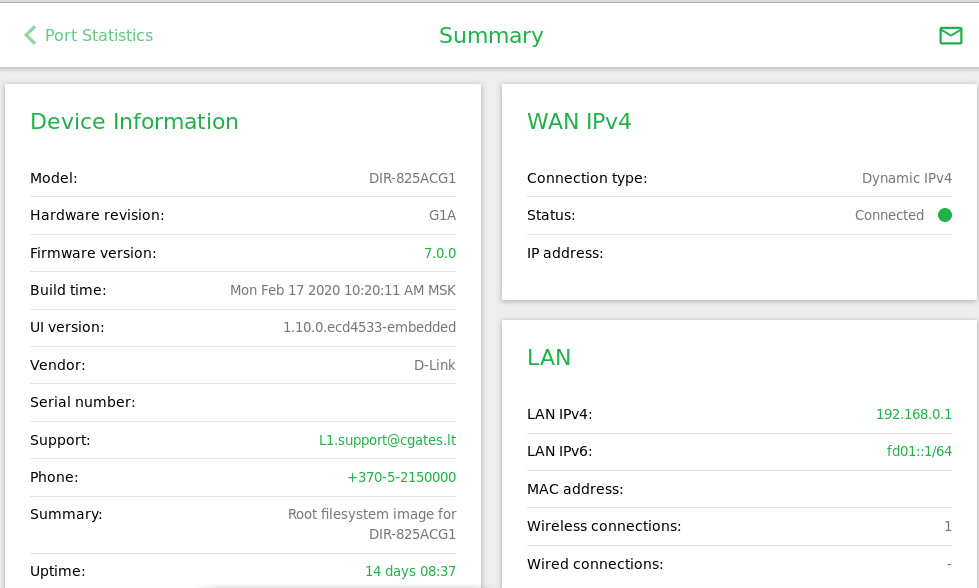 Port Statistics
Summary
Device Information
Model: DIR-825ACG1
Hardware revision: G1A
Firmware version: 7.0.0
Build time: Mon Feb 17 2020 10:20:11 AM MSK
UI version: 1.10.0.ecd4533-embedded
Vendor: D-Link
Serial number:
Support: L1.support@cgates.lt
Phone: +370-5-2150000
Summary: Root filesystem image for
DIR-825ACG1
Uptime: 14 days 08:37
WAN IPv4
Connection type: Dynamic IPv4
Status: Connected
IP address:
LAN
LAN IPv4: 192.168.0.1
LAN IPv6: fd01::1/64
MAC address:
Wireless connections: 1
Wired connections: -